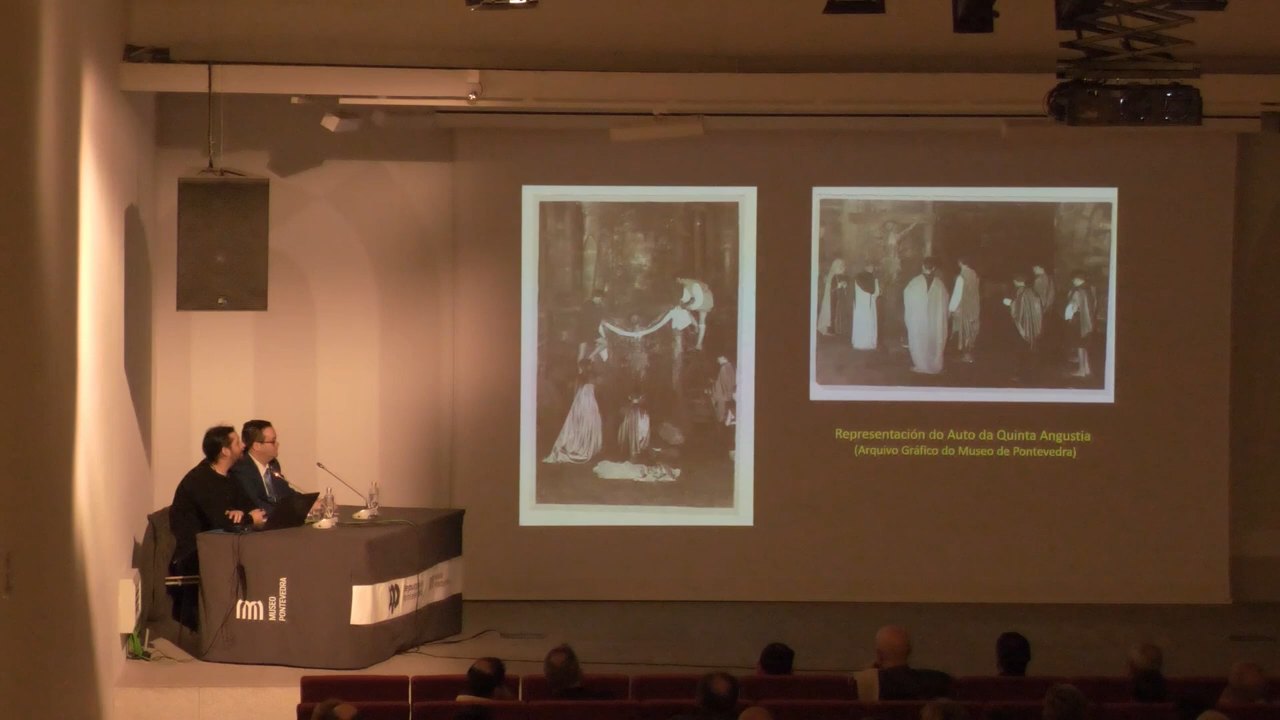 Representación do Auto da Quinta Angustia
(Arquivo Gráfico do Museo de Pontevedra)
MUSEO
PONTEVEDRA